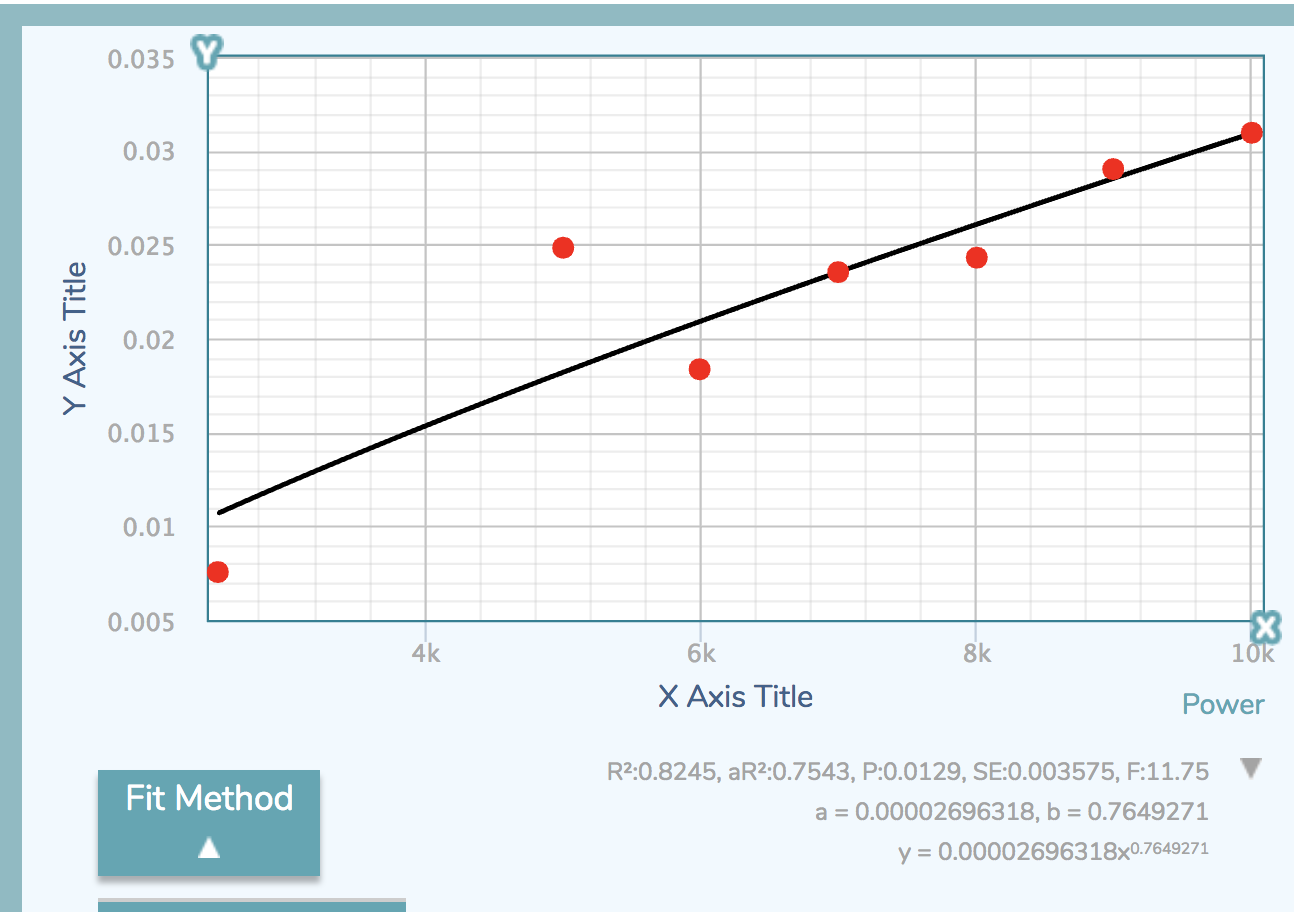 Y
0.035
0.03
0.025
0.02
0.015
0.01
0.005
Y Axis Title
4k
6k
8k
10k
X
X Axis Title
Power
R²:0.8245, aR²:0.7543, P:0.0129, SE:0.003575, F:11.75
a = 0.00002696318, b = 0.7649271
y = 0.00002696318x⁰·⁷⁶⁴⁹²⁷¹
Fit Method